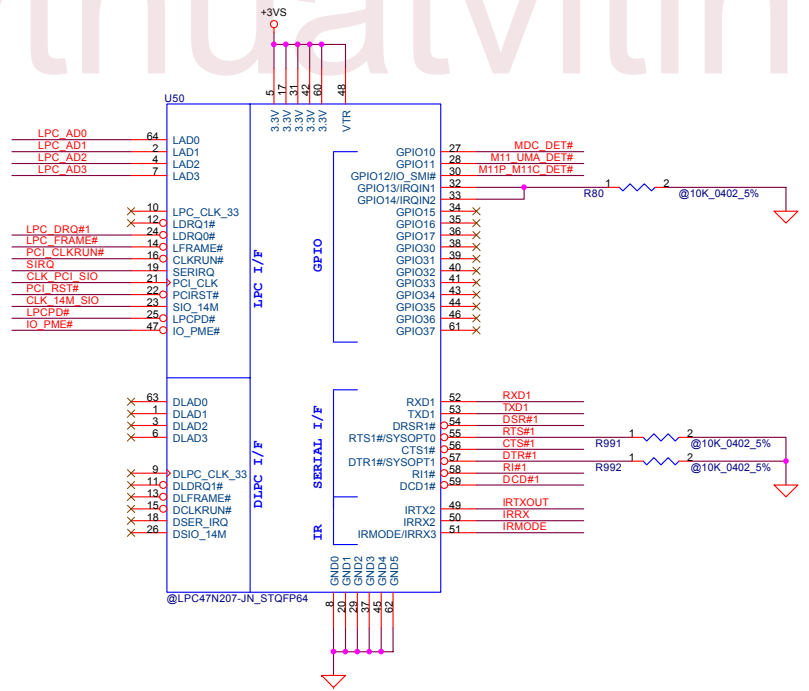 thuatvitin
+3VS
5
17
31
42
60
48
U50
3.3V
3.3V
3.3V
3.3V
3.3V
VTR
LPC_AD0 64 LAD0
LPC_AD1 2 LAD1
LPC_AD2 4 LAD2
LPC_AD3 7 LAD3
10 LPC_CLK_33
12 LDRQ1#
LPC_DRQ#1 24 LDRQ0#
LPC_FRAME# 14 LFRAME#
PCI_CLKRUN# 16 CLKRUN#
SIRQ 19 SERIRQ
CLK_PCI_SIO 21 PCI_CLK
PCI_RST# 22 PCIRST#
CLK_14M_SIO 23 SIO_14M
LPCPD# 25 LPCPD#
IO_PME# 47 IO_PME#
LPC I/F
63 DLAD0
1 DLAD1
3 DLAD2
6 DLAD3
9 DLPC_CLK_33
11 DLDRQ1#
13 DLFRAME#
15 DCLKRUN#
18 DSER_IRQ
26 DSIO_14M
DLPC I/F
GPIO
GPIO10 27 MDC_DET#
GPIO11 28 M11_UMA_DET#
GPIO12/IO_SMI# 30 M11P_M11C_DET#
GPIO13/IRQIN1 32
GPIO14/IRQIN2 33
R80 1 2 @10K_0402_5%
GPIO15 34
GPIO16 35
GPIO17 36
GPIO30 38
GPIO31 39
GPIO32 40
GPIO33 41
GPIO34 43
GPIO35 44
GPIO36 46
GPIO37 61
SERIAL I/F
RXD1 52 RXD1
TXD1 53 TXD1
DRSR1# 54 DSR#1
RTS1#/SYSOPT0 55 RTS#1
R991 1 2 @10K_0402_5%
CTS1# 56 CTS#1
DTR1#/SYSOPT1 57 DTR#1
R992 1 2 @10K_0402_5%
RI1# 58 RI#1
DCD1# 59 DCD#1
IR
IRTX2 49 IRTXOUT
IRRX2 50 IRRX
IRMODE/IRRX3 51 IRMODE
GND0
GND1
GND2
GND3
GND4
GND5
@LPC47N207-JN_STQFP64
8
20
29
37
45
62